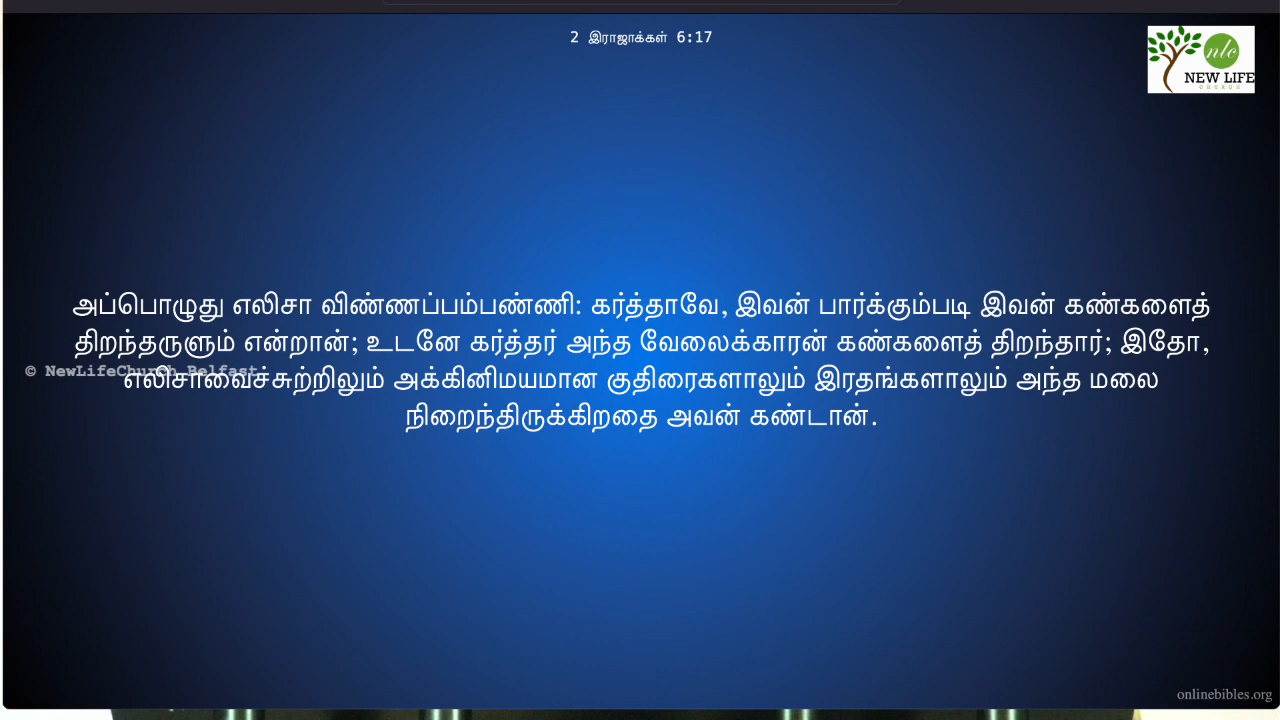 2 இராஜாக்கள் 6:17
nlc
NEW LIFE
CHURCH
அப்பொழுது எலிசா விண்ணப்பம்பண்ணி: கர்த்தாவே, இவன் பார்க்கும்படி இவன் கண்களைத்
திறந்தருளும் என்றான்; உடனே கர்த்தர் அந்த வேலைக்காரன் கண்களைத் திறந்தார்; இதோ,
© NewLifeChurch Belfast
எலிசாவைச்சுற்றிலும் அக்கினிமயமான குதிரைகளாலும் இரதங்களாலும் அந்த மலை
நிறைந்திருக்கிறதை அவன் கண்டான்.
onlinebibles.org